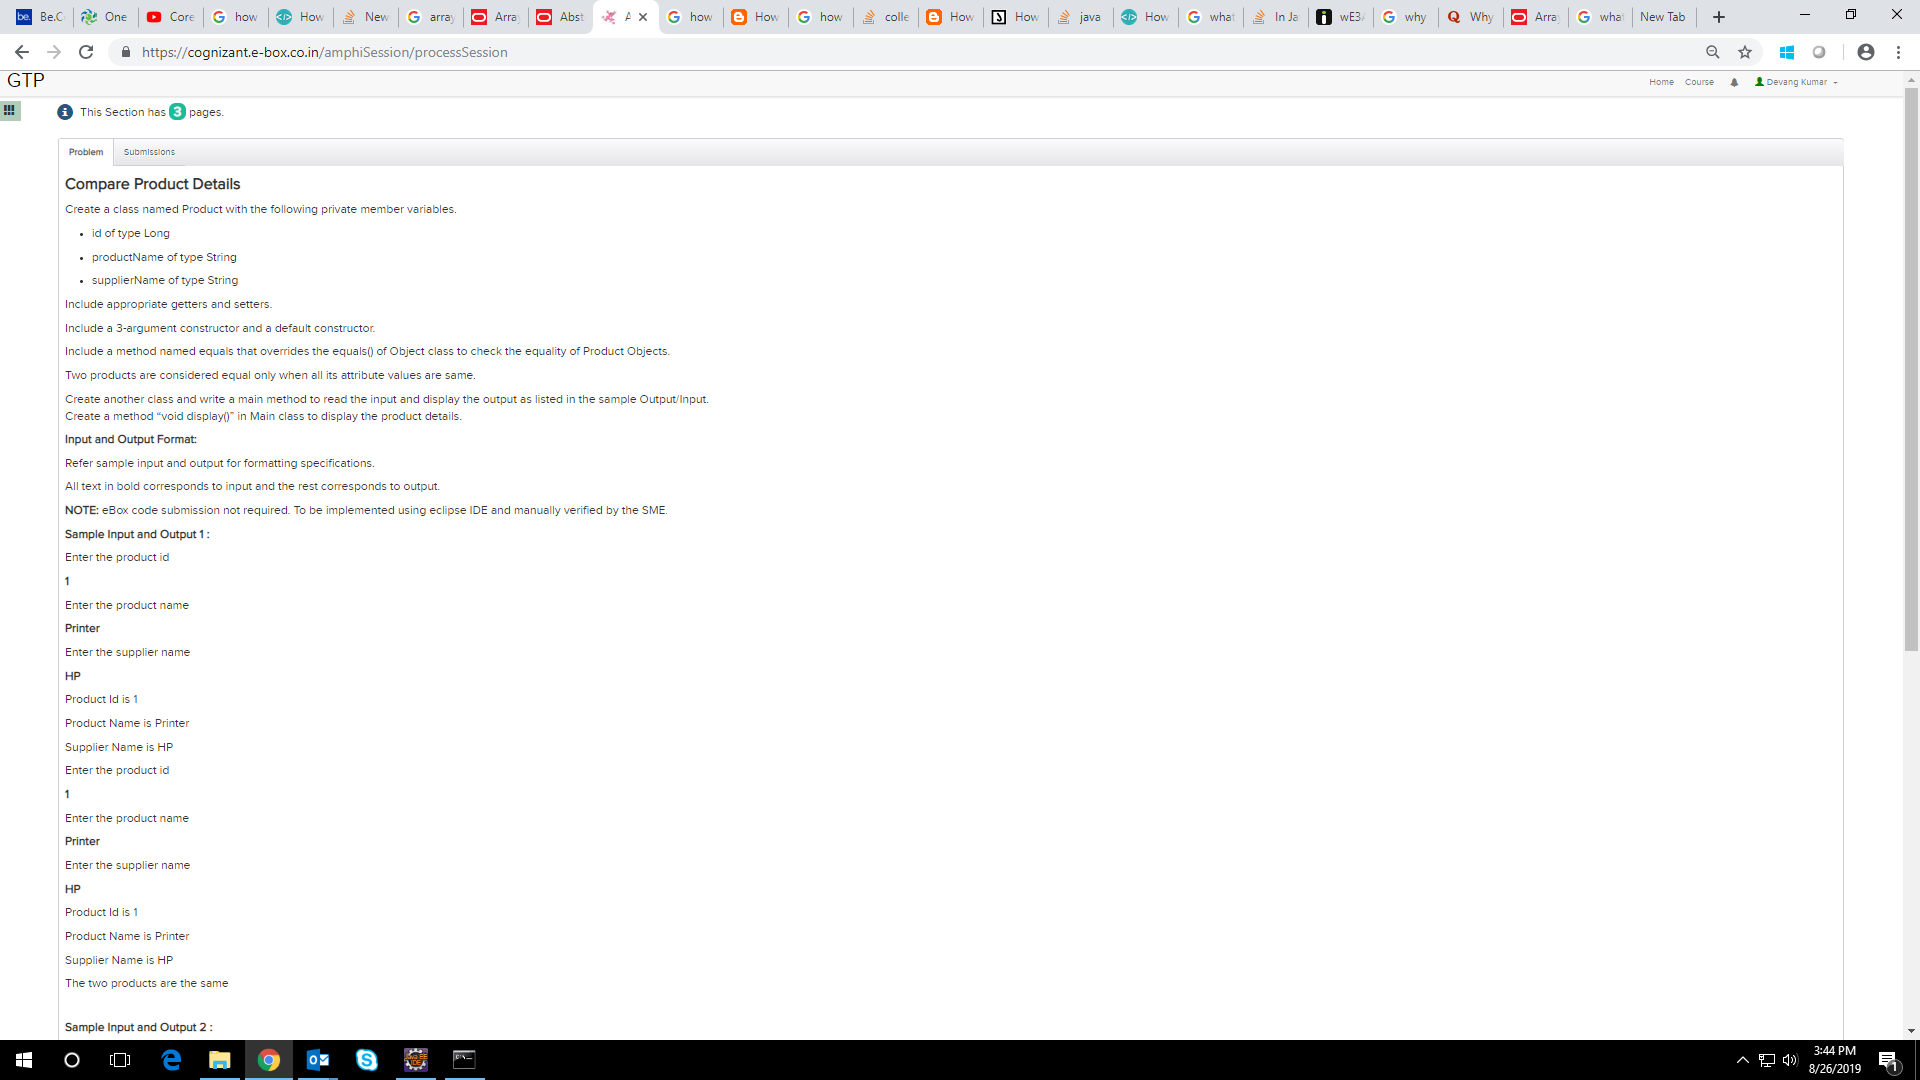 Be.C
One
Core
how
How
New
array
Array
Abst
A
how
How
how
colle
How
How
java
How
what
In Ja
wE3/
why
Why
Array
what
New Tab
https://cognizant.e-box.co.in/amphiSession/processSession
GTP
Home Course Devang Kumar
This Section has 3 pages.
Problem Submissions
Compare Product Details
Create a class named Product with the following private member variables.
• id of type Long
• productName of type String
• supplierName of type String
Include appropriate getters and setters.
Include a 3-argument constructor and a default constructor.
Include a method named equals that overrides the equals() of Object class to check the equality of Product Objects.
Two products are considered equal only when all its attribute values are same.
Create another class and write a main method to read the input and display the output as listed in the sample Output/Input.
Create a method “void display()” in Main class to display the product details.
Input and Output Format:
Refer sample input and output for formatting specifications.
All text in bold corresponds to input and the rest corresponds to output.
NOTE: eBox code submission not required. To be implemented using eclipse IDE and manually verified by the SME.
Sample Input and Output 1 :
Enter the product id
1
Enter the product name
Printer
Enter the supplier name
HP
Product Id is 1
Product Name is Printer
Supplier Name is HP
Enter the product id
1
Enter the product name
Printer
Enter the supplier name
HP
Product Id is 1
Product Name is Printer
Supplier Name is HP
The two products are the same
Sample Input and Output 2 :
3:44 PM
8/26/2019
1